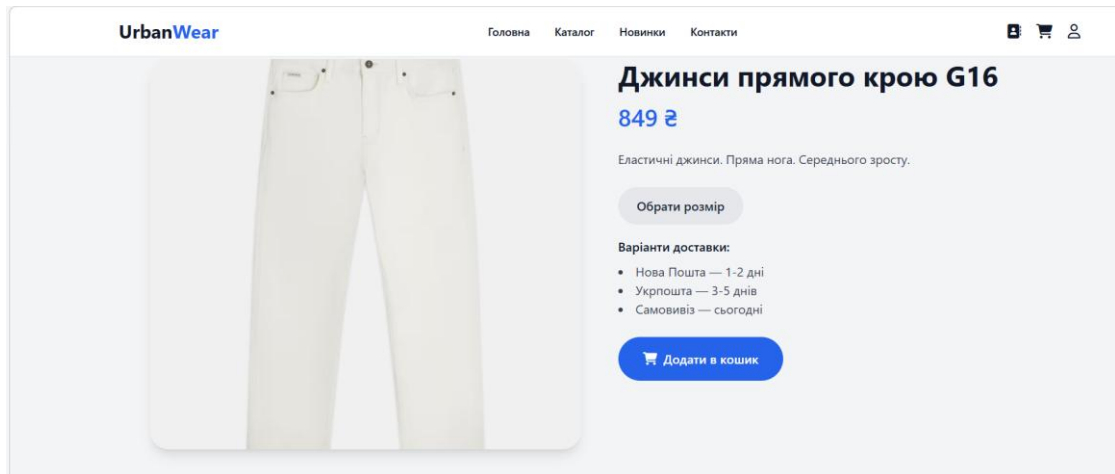 UrbanWear
Головна Каталог Новинки Контакти
Джинси прямого крою G16
849 ₴
Еластичні джинси. Пряма нога. Середнього зросту.
Обрати розмір
Варіанти доставки:
• Нова Пошта — 1-2 дні
• Укрпошта — 3-5 днів
• Самовивіз — сьогодні
Додати в кошик